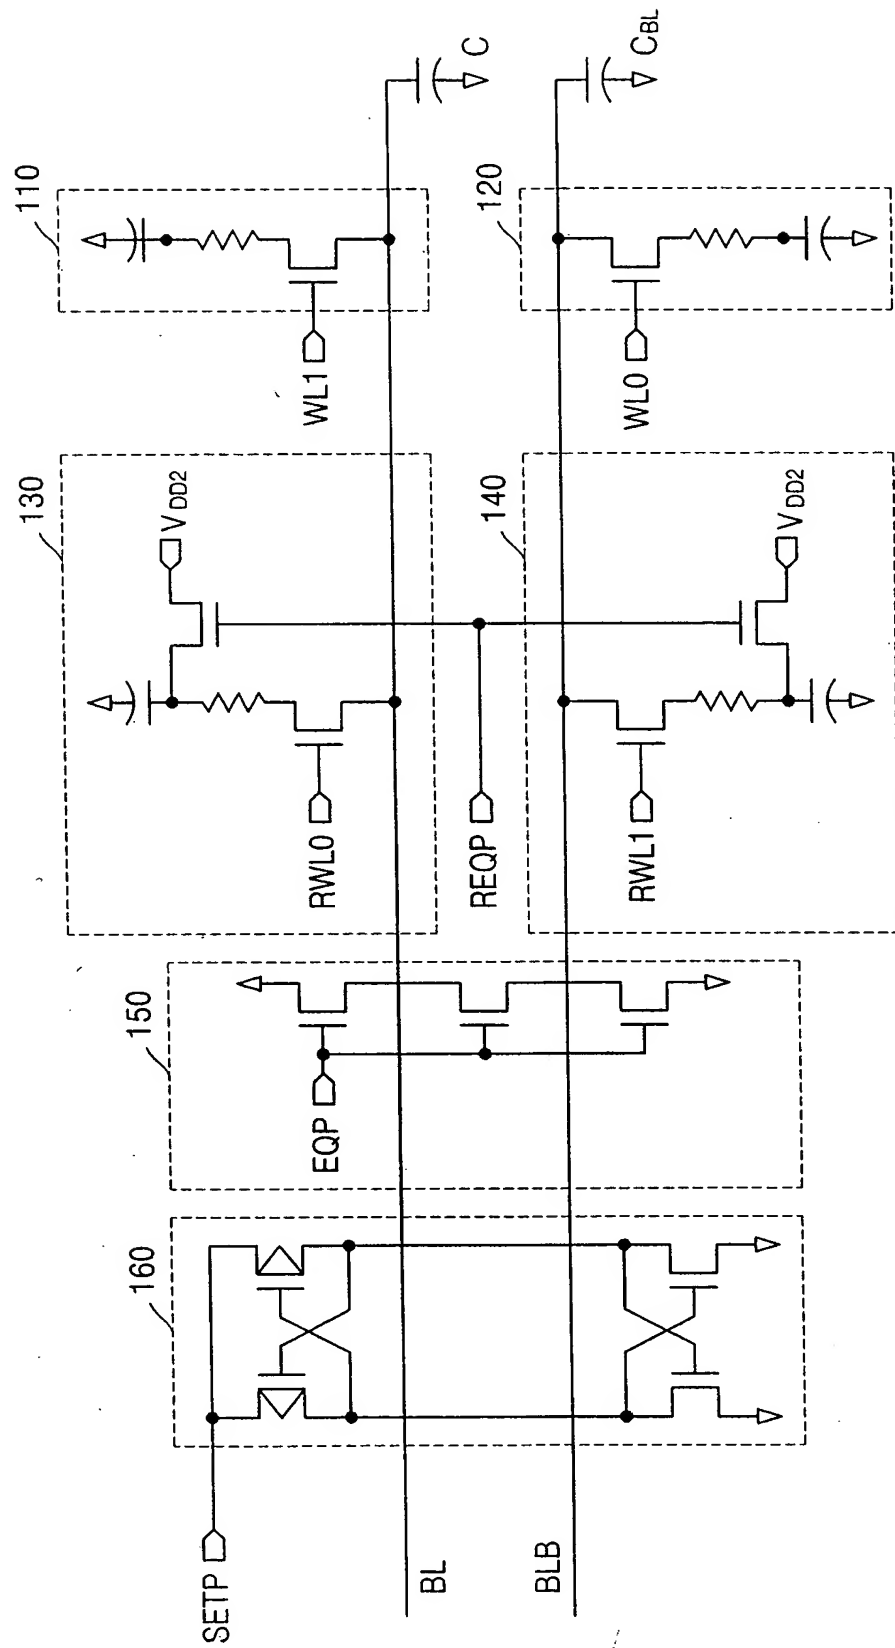 110
WL1
C
130
VDD2
RWL0
REQP
150
EQP
160
SETP
BL
BLB
120
WL0
CBL
140
VDD2
RWL1